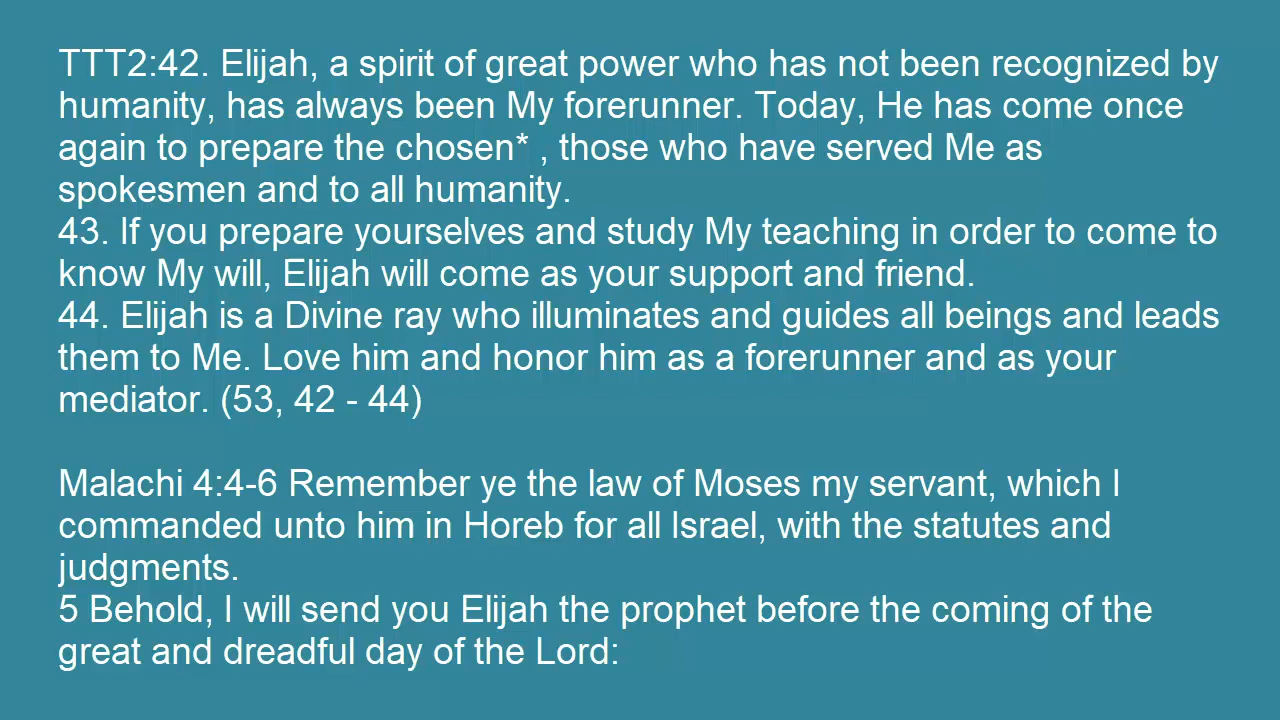 TTT2:42. Elijah, a spirit of great power who has not been recognized by
humanity, has always been My forerunner. Today, He has come once
again to prepare the chosen* , those who have served Me as
spokesmen and to all humanity.
43. If you prepare yourselves and study My teaching in order to come to
know My will, Elijah will come as your support and friend.
44. Elijah is a Divine ray who illuminates and guides all beings and leads
them to Me. Love him and honor him as a forerunner and as your
mediator. (53, 42 - 44)
Malachi 4:4-6 Remember ye the law of Moses my servant, which I
commanded unto him in Horeb for all Israel, with the statutes and
judgments.
5 Behold, I will send you Elijah the prophet before the coming of the
great and dreadful day of the Lord: